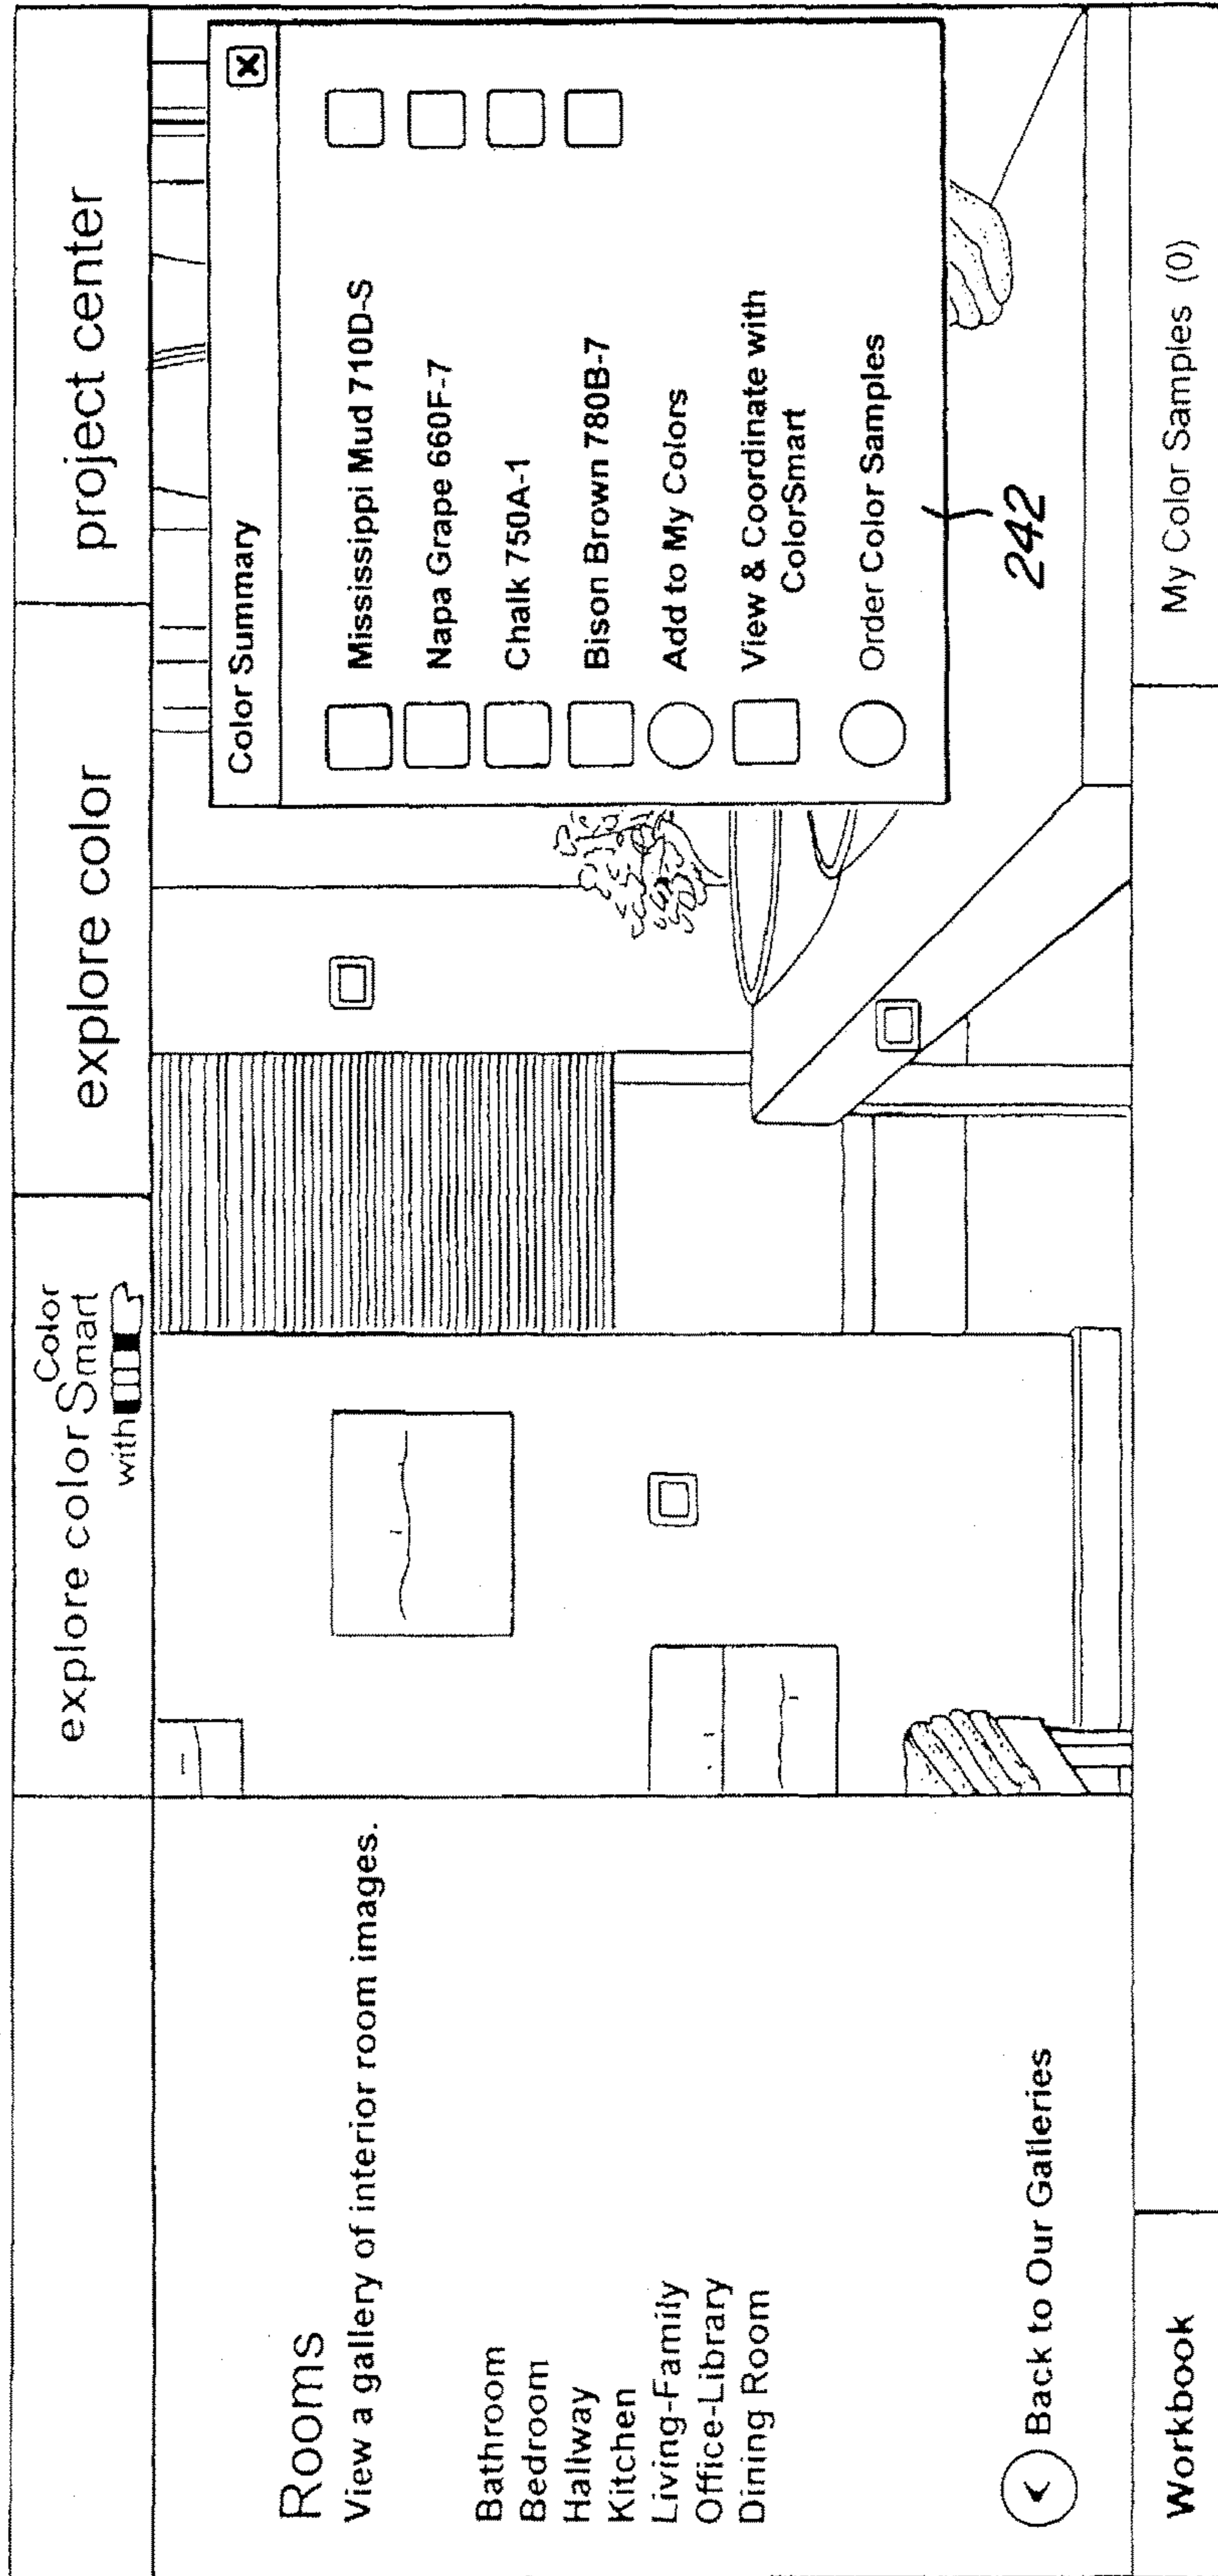 explore color
Color
Smart
with
explore color
project center
Rooms
View a gallery of interior room images.
Bathroom
Bedroom
Hallway
Kitchen
Living-Family
Office-Library
Dining Room
Back to Our Galleries
Color Summary
Mississippi Mud 710D-S
Napa Grape 660F-7
Chalk 750A-1
Bison Brown 780B-7
Add to My Colors
View & Coordinate with
ColorSmart
Order Color Samples
242
Workbook
My Color Samples (0)